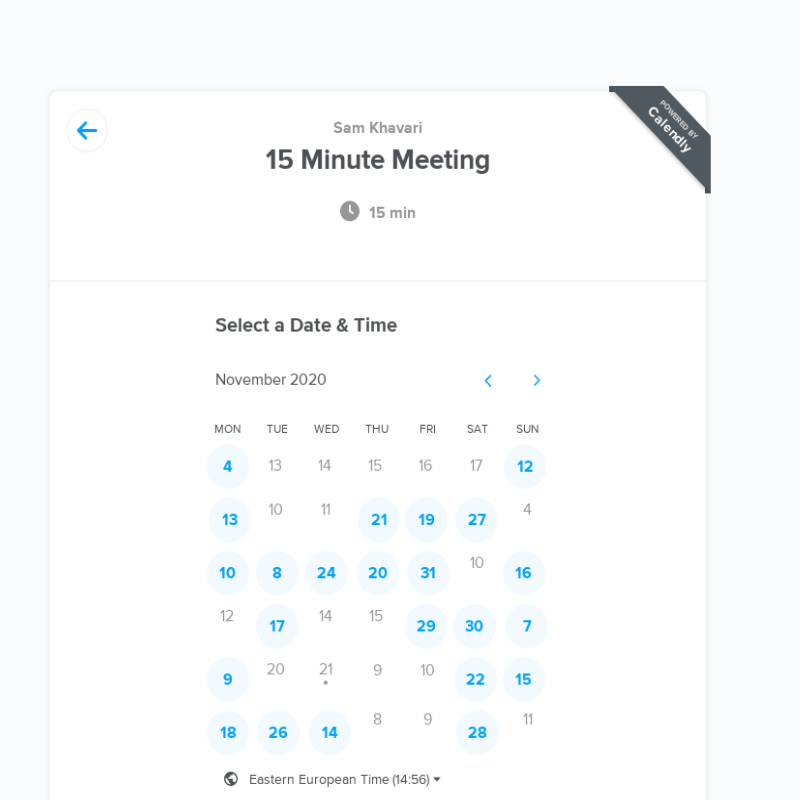 POWERED BY
Calendly
Sam Khavari
15 Minute Meeting
15 min
Select a Date & Time
November 2020
MON TUE WED THU FRI SAT SUN
4 13 14 15 16 17 12
13 10 11 21 19 27 4
10 8 24 20 31 10 16
12 17 14 15 29 30 7
9 20 21 9 10 22 15
18 26 14 8 9 28 11
Eastern European Time (14:56)